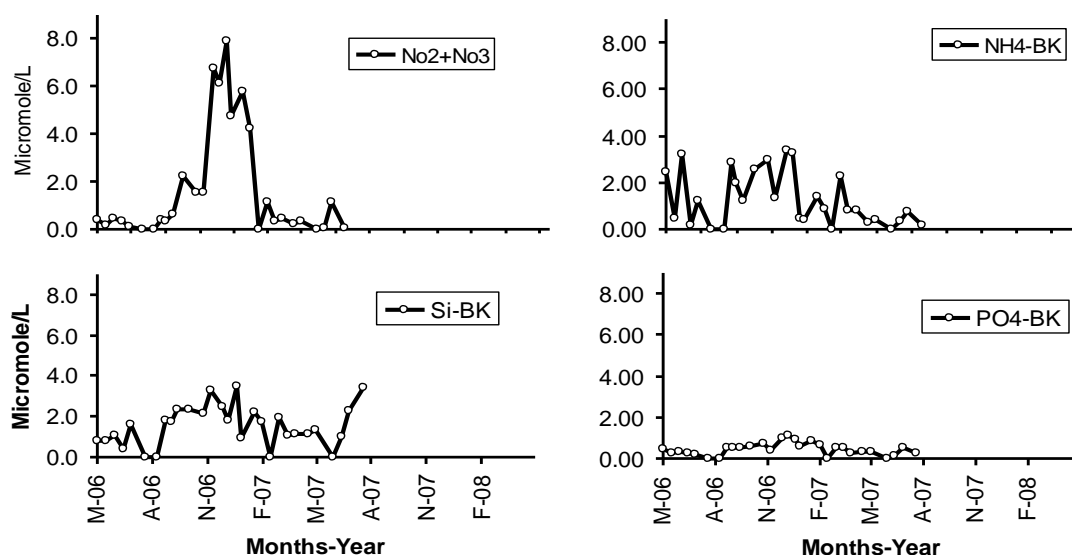 8.0
6.0
4.0
2.0
0.0
Micromole/L
No2+No3
8.00
6.00
4.00
2.00
0.00
NH4-BK
8.0
6.0
4.0
2.0
0.0
Micromole/L
Si-BK
M-06
A-06
N-06
F-07
M-07
A-07
N-07
F-08
Months-Year
8.00
6.00
4.00
2.00
0.00
PO4-BK
M-06
A-06
N-06
F-07
M-07
A-07
N-07
F-08
Months-Year